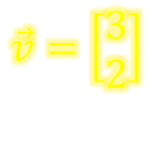 v⃗ = [3
2]